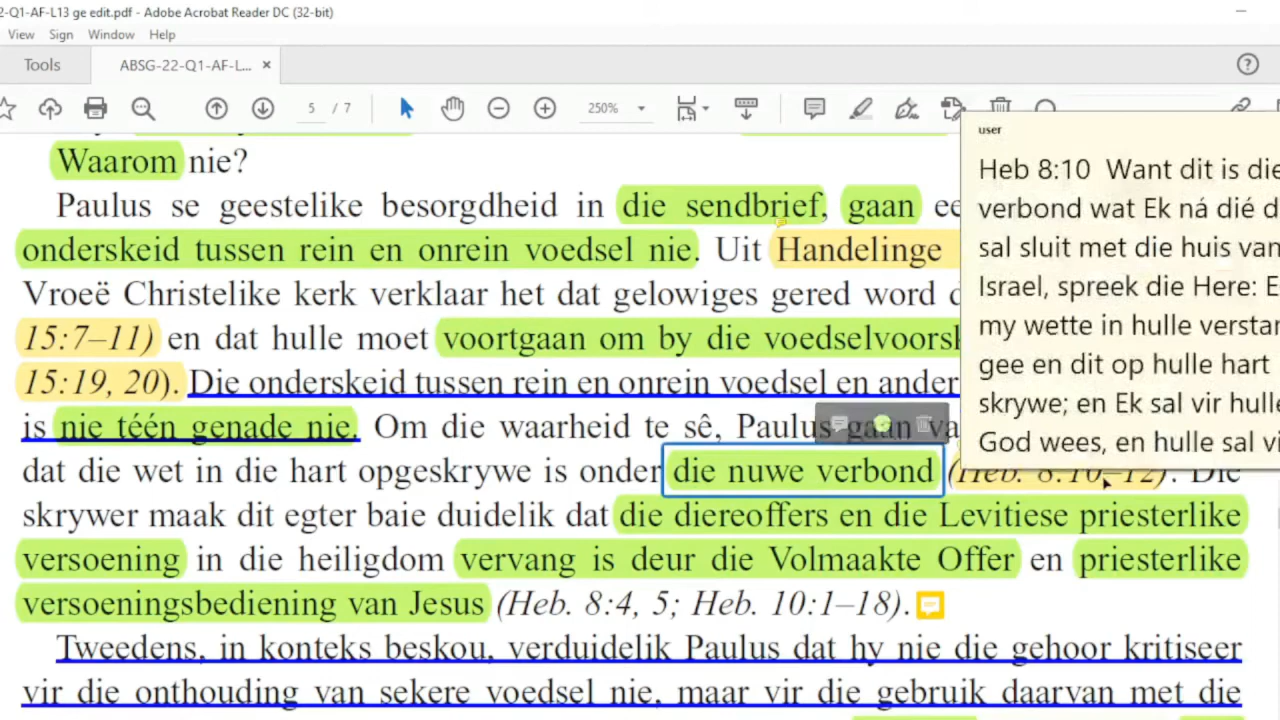 2-Q1-AF-L13 ge edit.pdf - Adobe Acrobat Reader DC (32-bit)
View Sign Window Help
Tools ABSG-22-Q1-AF-L... ×
5 / 7 250%
Waarom nie?
Paulus se geestelike besorgdheid in die sendbrief, gaan
onderskeid tussen rein en onrein voedsel nie. Uit Handelinge
Vroeë Christelike kerk verklaar het dat gelowiges gered word
15:7–11) en dat hulle moet voortgaan om by die
15:19, 20). Die onderskeid tussen rein en onrein voedsel en
is nie téén genade nie. Om die waarheid te sê, Paulus gaan
dat die wet in die hart opgeskrywe is onder die nuwe verbond (Heb. 8:10–12). Die
skrywer maak dit egter baie duidelik dat die diereoffers en die Levitiese priesterlike
versoening in die heiligdom vervang is deur die Volmaakte Offer en priesterlike
versoeningsbediening van Jesus (Heb. 8:4, 5; Heb. 10:1–18).
Tweedens, in konteks beskou, verduidelik Paulus dat hy nie die gehoor kritiseer
vir die onthouding van sekere voedsel nie, maar vir die gebruik daarvan met die
user
Heb 8:10 Want dit is die
verbond wat Ek ná dié
sal sluit met die huis van
Israel, spreek die Here:
my wette in hulle
gee en dit op hulle hart
skrywe; en Ek sal vir
God wees, en hulle sal